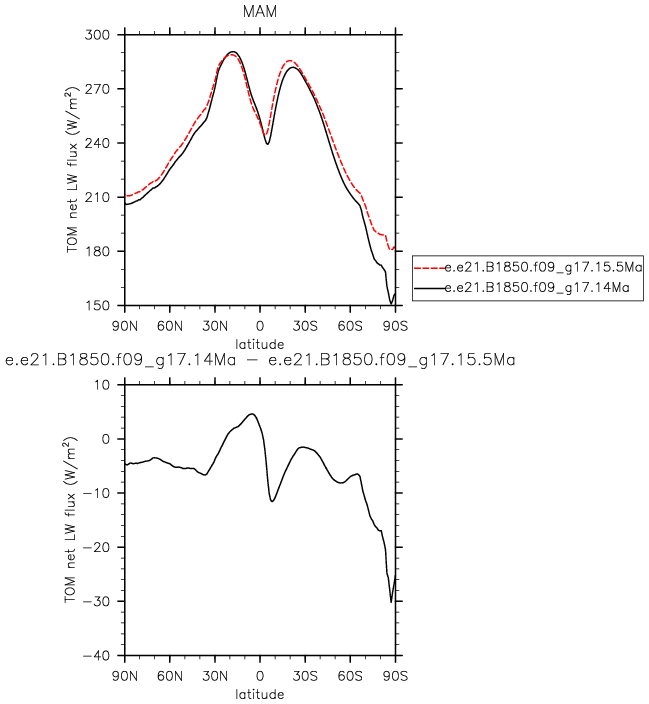 MAM
300
270
240
210
180
150
TOM net LW flux (W/m²)
90N 60N 30N 0 30S 60S 90S
latitude
e.e21.B1850.f09_g17.15.5Ma
e.e21.B1850.f09_g17.14Ma
e.e21.B1850.f09_g17.14Ma − e.e21.B1850.f09_g17.15.5Ma
10
0
−10
−20
−30
−40
TOM net LW flux (W/m²)
90N 60N 30N 0 30S 60S 90S
latitude